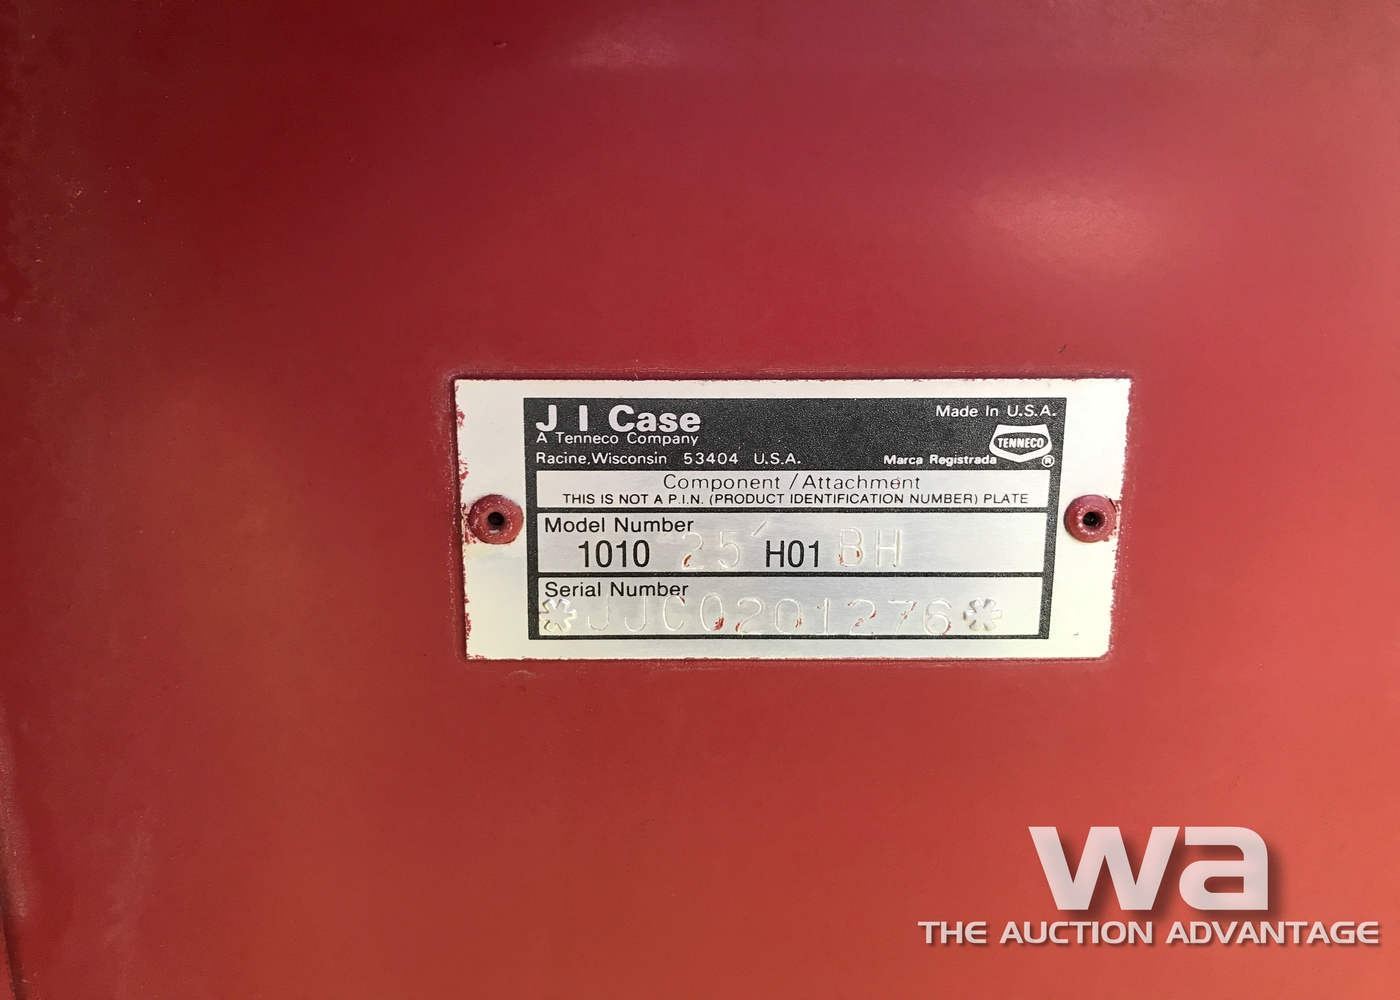 J I Case
Made In U.S.A.
A Tenneco Company
TENNECO
Racine, Wisconsin 53404 U.S.A.
Marca Registrada ®
Component / Attachment
THIS IS NOT A P.I.N. (PRODUCT IDENTIFICATION NUMBER) PLATE
Model Number
1010 25' H01 BH
Serial Number
*JJC0201276*
wa
THE AUCTION ADVANTAGE